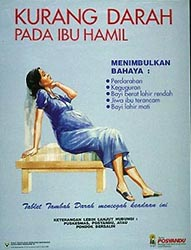 KURANG DARAH
PADA IBU HAMIL
MENIMBULKAN
BAHAYA :
• Perdarahan
• Keguguran
• Bayi berat lahir rendah
• Jiwa ibu terancam
• Bayi lahir mati
Tablet Tambah Darah mencegah keadaan ini
KETERANGAN LEBIH LANJUT HUBUNGI :
PUSKESMAS, POSYANDU, ATAU
PONDOK BERSALIN
POSYANDU